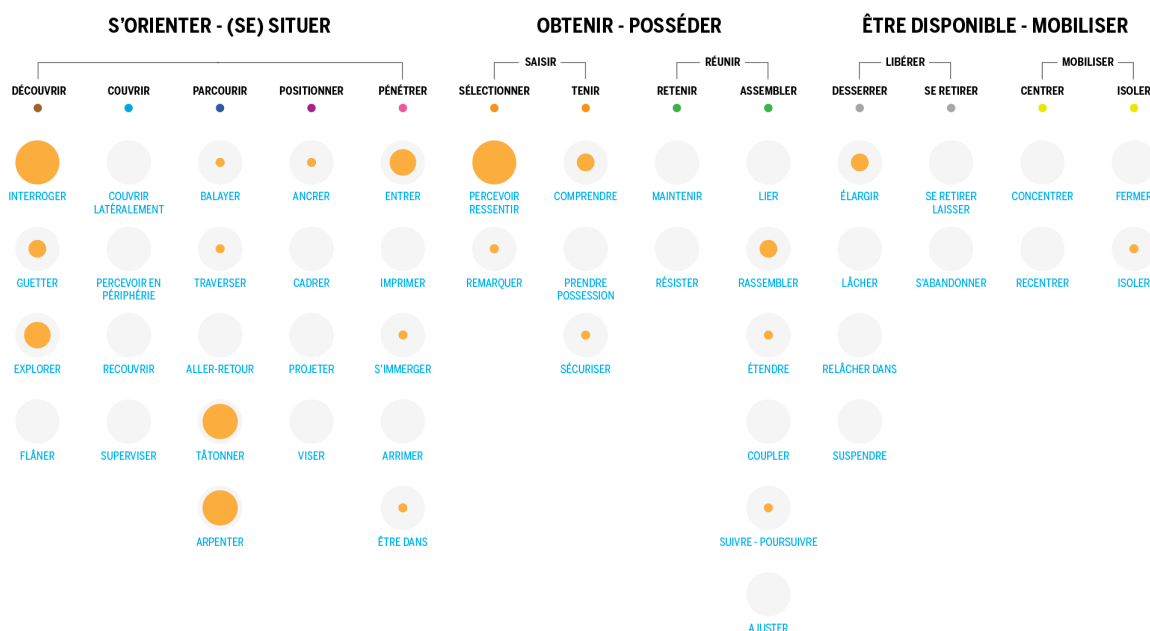 S'ORIENTER - (SE) SITUER
OBTENIR - POSSÉDER
ÊTRE DISPONIBLE - MOBILISER
SAISIR
RÉUNIR
LIBÉRER
MOBILISER
DÉCOUVRIR
COUVRIR
PARCOURIR
POSITIONNER
PÉNÉTRER
SÉLECTIONNER
TENIR
RETENIR
ASSEMBLER
DESSERRER
SE RETIRER
CENTRER
ISOLER
INTERROGER
COUVRIR
LATÉRALEMENT
BALAYER
ANCRER
ENTRER
PERCEVOIR
RESSENTIR
COMPRENDRE
MAINTENIR
LIER
ÉLARGIR
SE RETIRER
LAISSER
CONCENTRER
FERMER
GUETTER
PERCEVOIR EN
PÉRIPHÉRIE
TRAVERSER
CADRER
IMPRIMER
REMARQUER
PRENDRE
POSSESSION
RÉSISTER
RASSEMBLER
LÂCHER
S'ABANDONNER
RECENTRER
ISOLER
EXPLORER
RECOUVRIR
ALLER-RETOUR
PROJETER
S'IMMERGER
SÉCURISER
ÉTENDRE
RELÂCHER DANS
FLÂNER
SUPERVISER
TÂTONNER
VISER
ARRIMER
COUPLER
SUSPENDRE
ARPENTER
ÊTRE DANS
SUIVRE - POURSUIVRE
AJUSTER